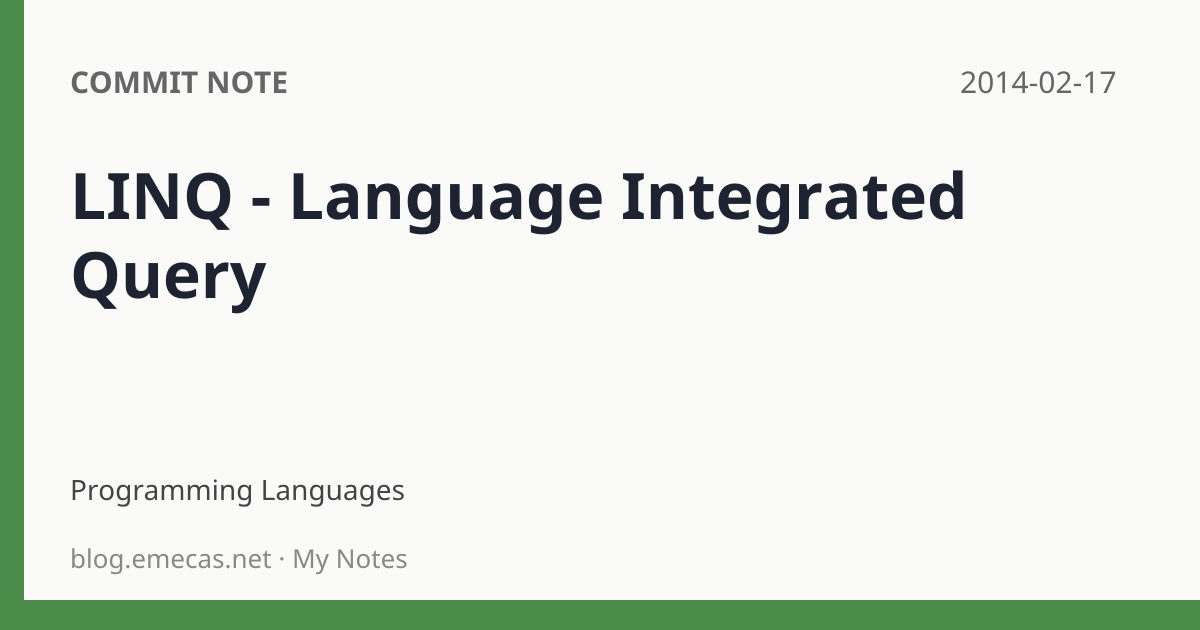 COMMIT NOTE
2014-02-17
LINQ - Language Integrated
Query
Programming Languages
blog.emecas.net · My Notes